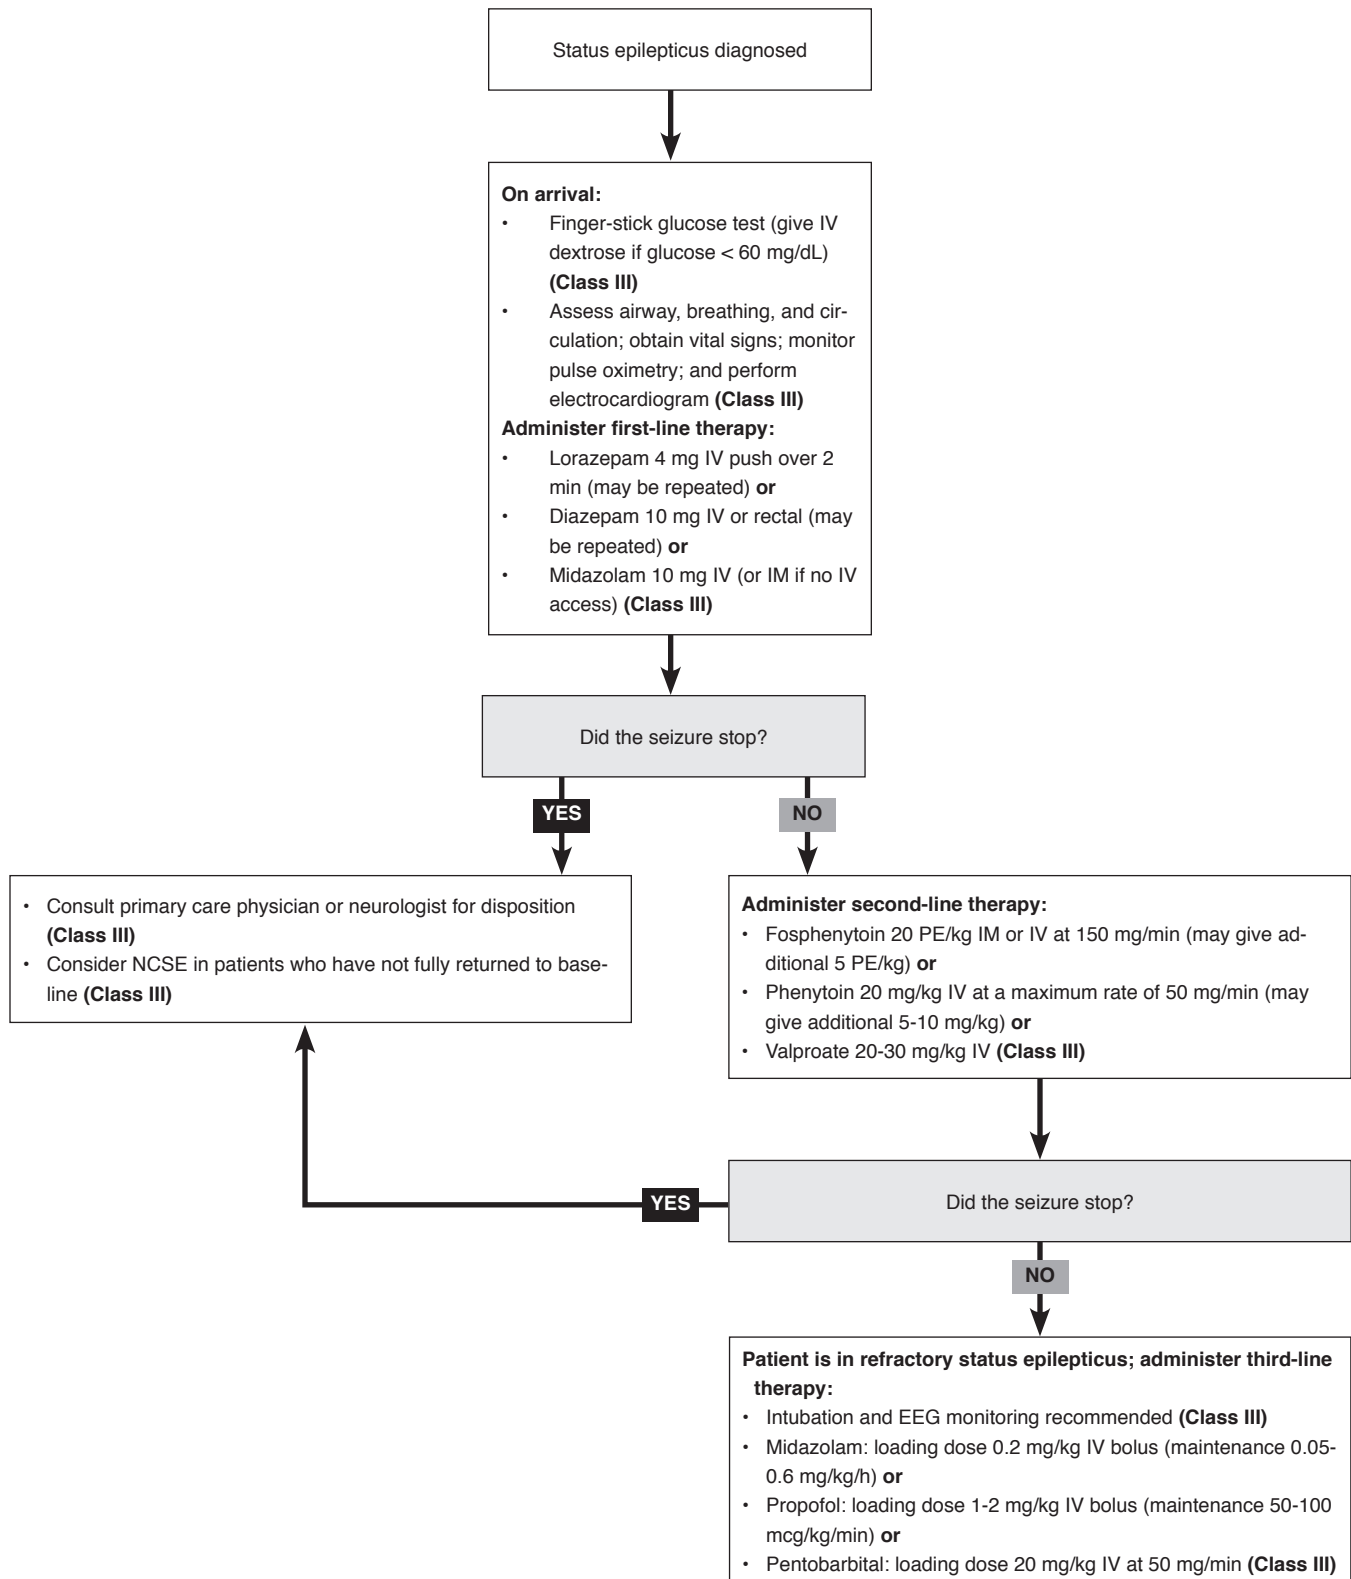 Status epilepticus diagnosed
On arrival:
• Finger-stick glucose test (give IV
dextrose if glucose < 60 mg/dL)
(Class III)
• Assess airway, breathing, and cir-
culation; obtain vital signs; monitor
pulse oximetry; and perform
electrocardiogram (Class III)
Administer first-line therapy:
• Lorazepam 4 mg IV push over 2
min (may be repeated) or
• Diazepam 10 mg IV or rectal (may
be repeated) or
• Midazolam 10 mg IV (or IM if no IV
access) (Class III)
Did the seizure stop?
YES
NO
• Consult primary care physician or neurologist for disposition
(Class III)
• Consider NCSE in patients who have not fully returned to base-
line (Class III)
Administer second-line therapy:
• Fosphenytoin 20 PE/kg IM or IV at 150 mg/min (may give ad-
ditional 5 PE/kg) or
• Phenytoin 20 mg/kg IV at a maximum rate of 50 mg/min (may
give additional 5-10 mg/kg) or
• Valproate 20-30 mg/kg IV (Class III)
YES
Did the seizure stop?
NO
Patient is in refractory status epilepticus; administer third-line
therapy:
• Intubation and EEG monitoring recommended (Class III)
• Midazolam: loading dose 0.2 mg/kg IV bolus (maintenance 0.05-
0.6 mg/kg/h) or
• Propofol: loading dose 1-2 mg/kg IV bolus (maintenance 50-100
mcg/kg/min) or
• Pentobarbital: loading dose 20 mg/kg IV at 50 mg/min (Class III)